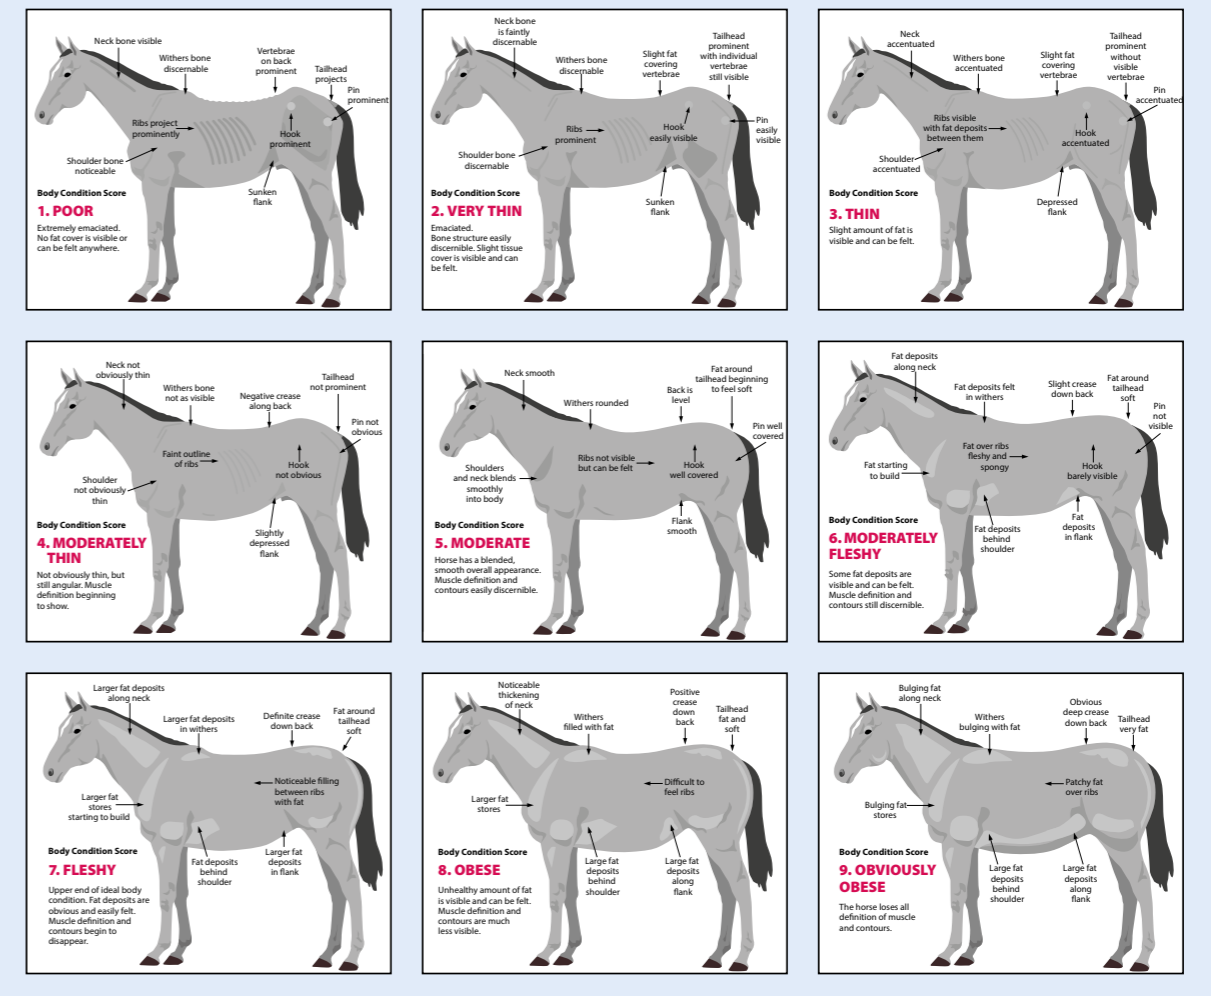 Neck bone visible
Withers bone
discernable
Vertebrae
on back
prominent
Tailhead
projects
Pin
prominent
Ribs project
prominently
Hook
prominent
Shoulder bone
noticeable
Sunken
flank
Body Condition Score
1. POOR
Extremely emaciated.
No fat cover is visible or
can be felt anywhere.
Neck bone
is faintly
discernable
Withers bone
discernable
Slight fat
covering
vertebrae
Tailhead
prominent
with individual
vertebrae
still visible
Ribs
prominent
Hook
easily visible
Pin
easily
visible
Shoulder bone
discernable
Sunken
flank
Body Condition Score
2. VERY THIN
Emaciated.
Bone structure easily
discernible. Slight tissue
cover is visible and can
be felt.
Neck
accentuated
Withers bone
accentuated
Slight fat
covering
vertebrae
Tailhead
prominent
without
visible
vertebrae
Pin
accentuated
Ribs visible
with fat deposits
between them
Hook
accentuated
Shoulder
accentuated
Depressed
flank
Body Condition Score
3. THIN
Slight amount of fat is
visible and can be felt.
Neck not
obviously thin
Withers bone
not as visible
Negative crease
along back
Tailhead
not prominent
Pin not
obvious
Faint outline
of ribs
Hook
not obvious
Shoulder
not obviously
thin
Slightly
depressed
flank
Body Condition Score
4. MODERATELY
THIN
Not obviously thin, but
still angular. Muscle
definition beginning
to show.
Neck smooth
Withers rounded
Back is
level
Fat around
tailhead beginning
to feel soft
Pin well
covered
Ribs not visible
but can be felt
Hook
well covered
Shoulders
and neck blends
smoothly
into body
Flank
smooth
Body Condition Score
5. MODERATE
Horse has a blended,
smooth overall appearance.
Muscle definition and
contours easily discernible.
Fat deposits
along neck
Fat deposits felt
in withers
Slight crease
down back
Fat around
tailhead
soft
Pin
not
visible
Fat over ribs
fleshy and
spongy
Hook
barely visible
Fat starting
to build
Fat deposits
behind
shoulder
Fat
deposits
in flank
Body Condition Score
6. MODERATELY
FLESHY
Some fat deposits are
visible and can be felt.
Muscle definition and
contours still discernible.
Larger fat deposits
along neck
Larger fat deposits
in withers
Definite crease
down back
Fat around
tailhead
soft
Noticeable filling
between ribs
with fat
Larger fat
stores
starting to build
Fat deposits
behind
shoulder
Larger fat
deposits
in flank
Body Condition Score
7. FLESHY
Upper end of ideal body
condition. Fat deposits are
obvious and easily felt.
Muscle definition and
contours begin to
disappear.
Noticeable
thickening
of neck
Withers
filled with fat
Positive
crease
down
back
Tailhead
fat and
soft
Difficult to
feel ribs
Larger fat
stores
Large fat
deposits
behind
shoulder
Large fat
deposits
along
flank
Body Condition Score
8. OBESE
Unhealthy amount of fat
is visible and can be felt.
Muscle definition and
contours are much
less visible.
Bulging fat
along neck
Withers
bulging with fat
Obvious
deep crease
down back
Tailhead
very fat
Patchy fat
over ribs
Bulging fat
stores
Large fat
deposits
behind
shoulder
Large fat
deposits
along
flank
Body Condition Score
9. OBVIOUSLY
OBESE
The horse loses all
definition of muscle
and contours.